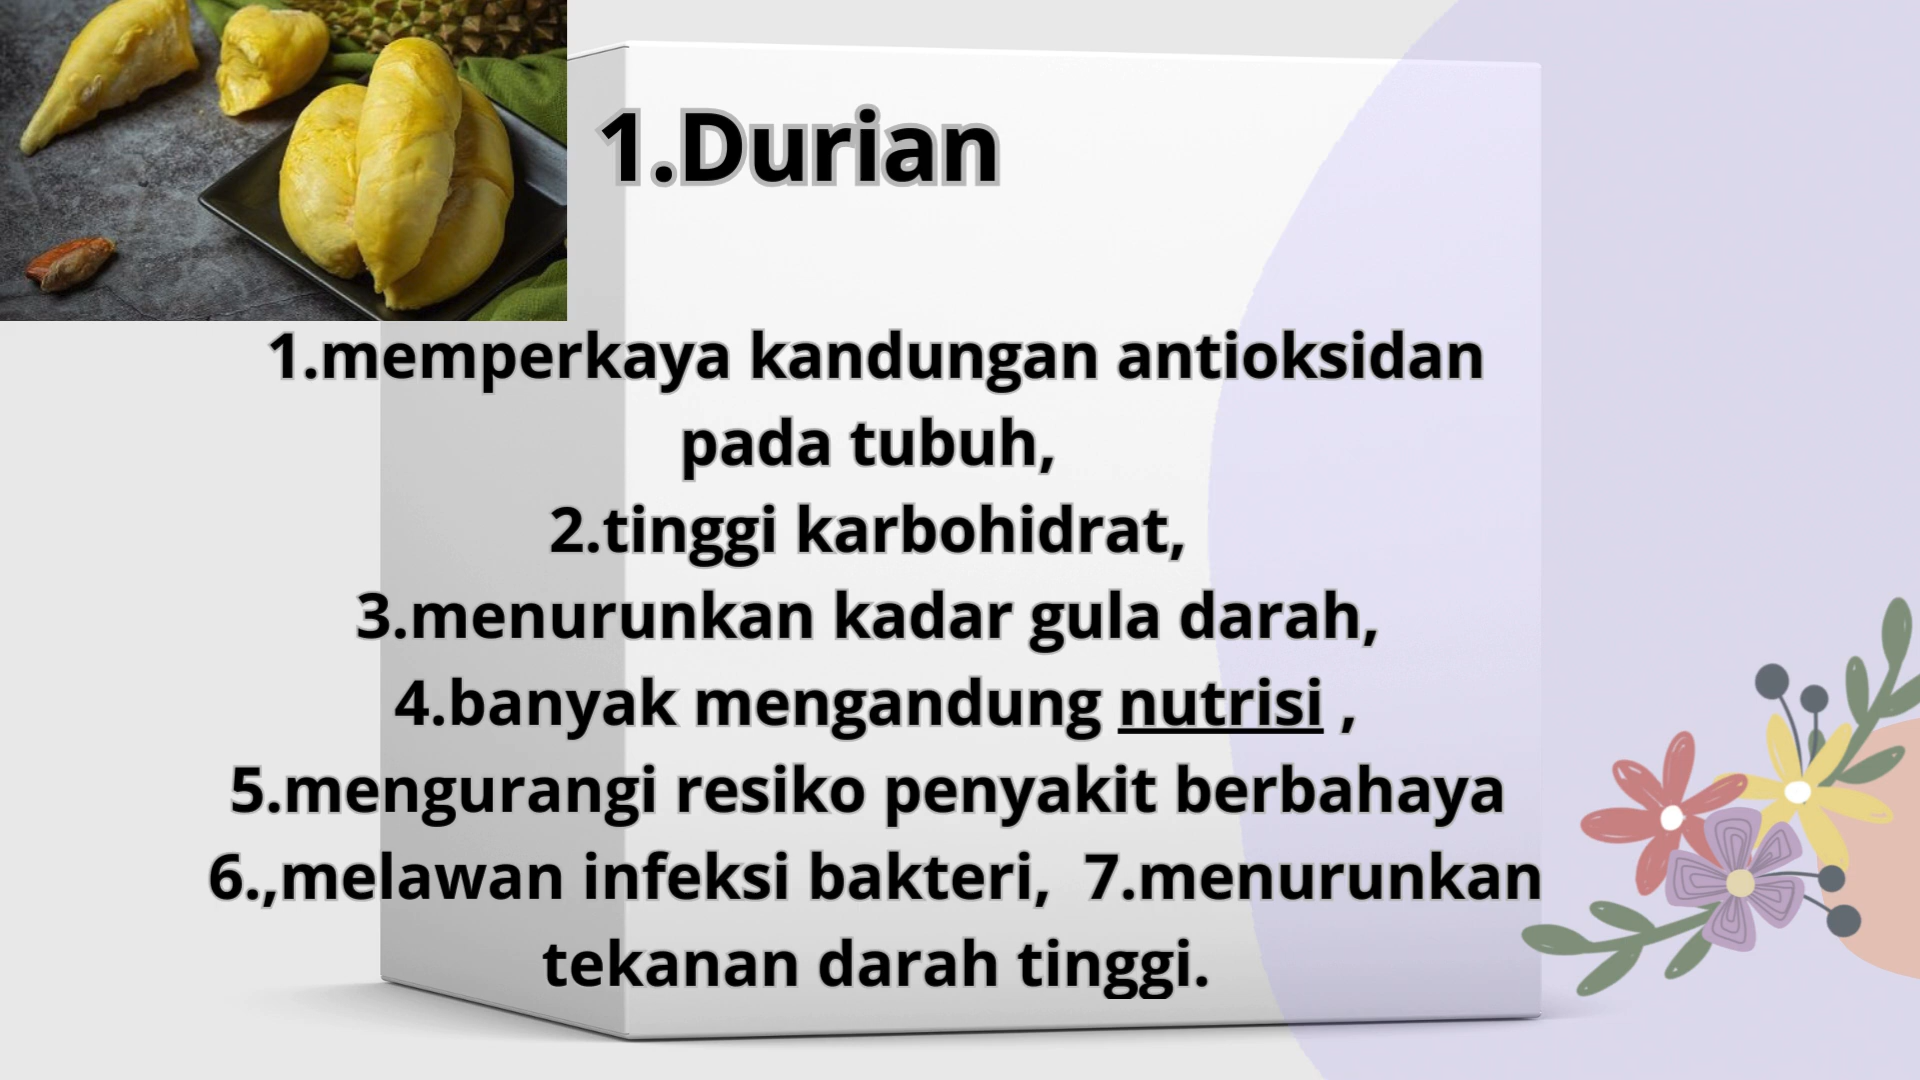 1.Durian
1.memperkaya kandungan antioksidan
pada tubuh,
2.tinggi karbohidrat,
3.menurunkan kadar gula darah,
4.banyak mengandung nutrisi ,
5.mengurangi resiko penyakit berbahaya
6.,melawan infeksi bakteri,  7.menurunkan
tekanan darah tinggi.